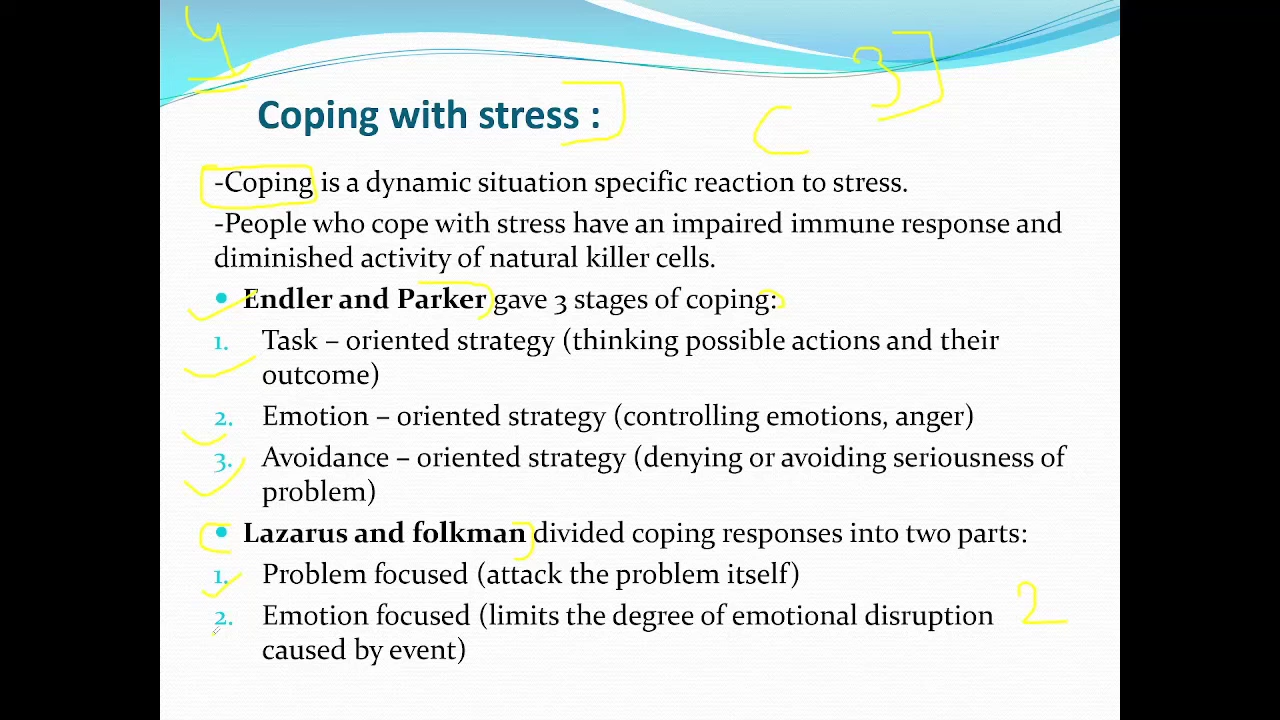 4
3
Coping with stress :
C
-Coping is a dynamic situation specific reaction to stress.
-People who cope with stress have an impaired immune response and
diminished activity of natural killer cells.
• Endler and Parker gave 3 stages of coping:
1. Task – oriented strategy (thinking possible actions and their
outcome)
2. Emotion – oriented strategy (controlling emotions, anger)
3. Avoidance – oriented strategy (denying or avoiding seriousness of
problem)
• Lazarus and folkman divided coping responses into two parts:
1. Problem focused (attack the problem itself)
2. Emotion focused (limits the degree of emotional disruption
caused by event)
2